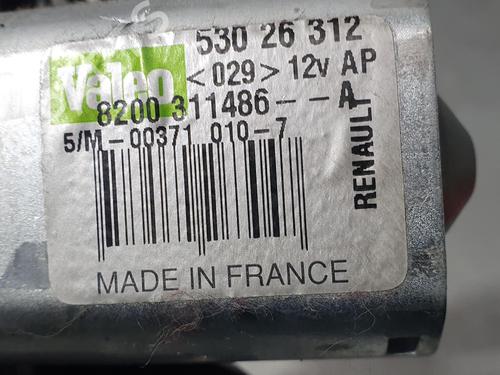 Valeo
530 26 312
<029> 12v AP
8200 311486--A
5/M-00371 010-7
RENAULT
MADE IN FRANCE